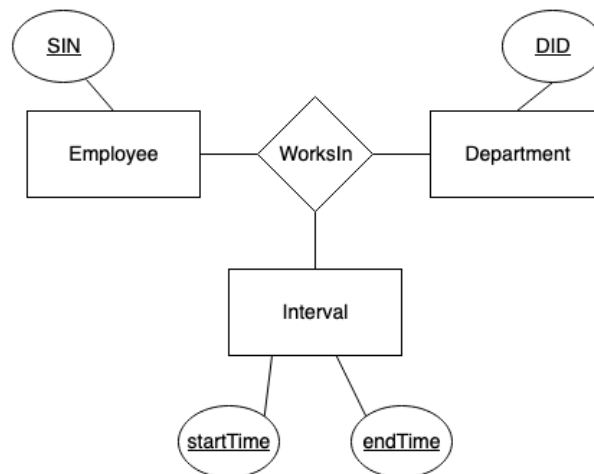 SIN
DID
Employee
WorksIn
Department
Interval
startTime
endTime